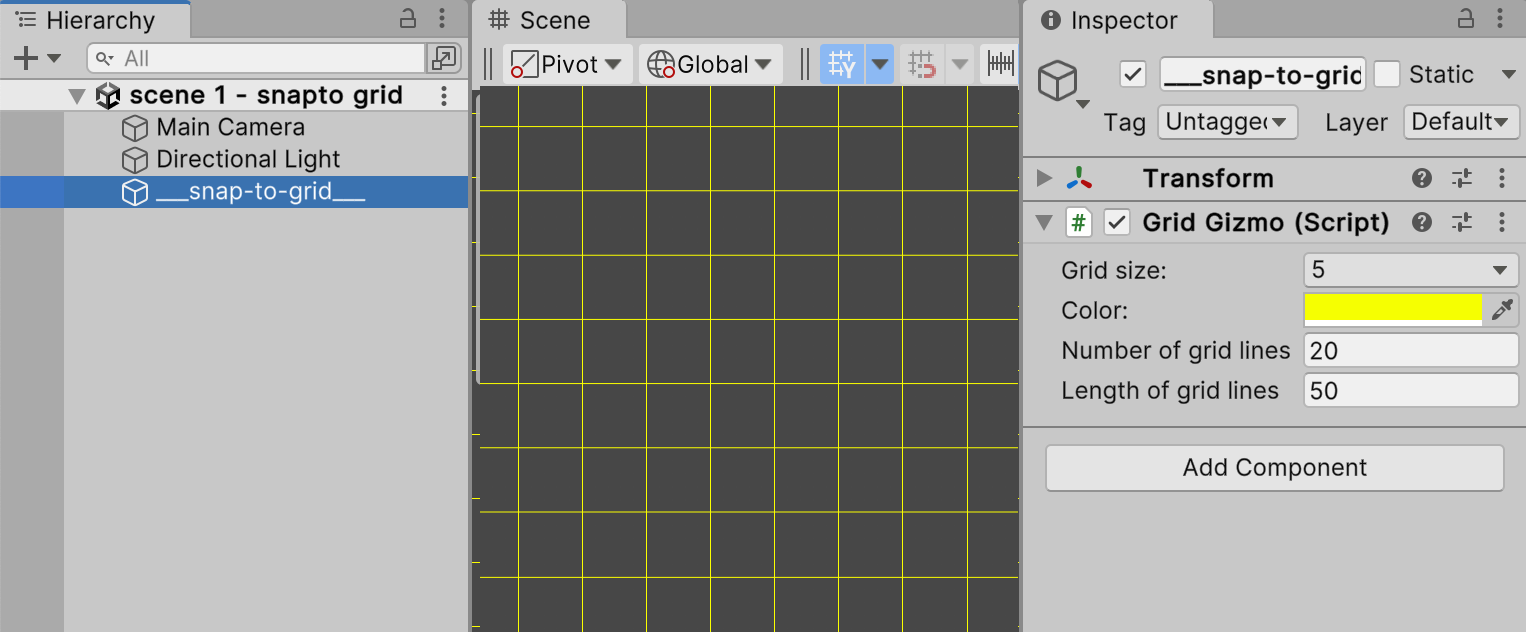 Hierarchy
All
scene 1 - snapto grid
Main Camera
Directional Light
___snap-to-grid___
Scene
Pivot
Global
Inspector
___snap-to-grid
Static
Tag
Untagged
Layer
Default
Transform
# Grid Gizmo (Script)
Grid size:
5
Color:
Number of grid lines
20
Length of grid lines
50
Add Component